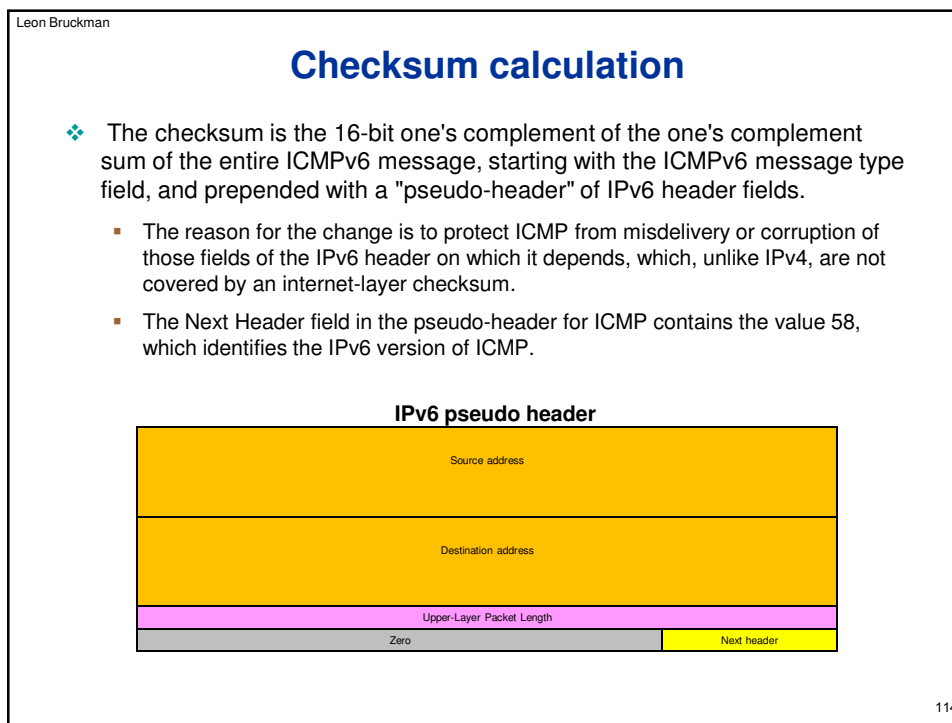 Leon Bruckman
Checksum calculation
The checksum is the 16-bit one's complement of the one's complement
sum of the entire ICMPv6 message, starting with the ICMPv6 message type
field, and prepended with a "pseudo-header" of IPv6 header fields.
The reason for the change is to protect ICMP from misdelivery or corruption of
those fields of the IPv6 header on which it depends, which, unlike IPv4, are not
covered by an internet-layer checksum.
The Next Header field in the pseudo-header for ICMP contains the value 58,
which identifies the IPv6 version of ICMP.
IPv6 pseudo header
Source address
Destination address
Upper-Layer Packet Length
Zero
Next header